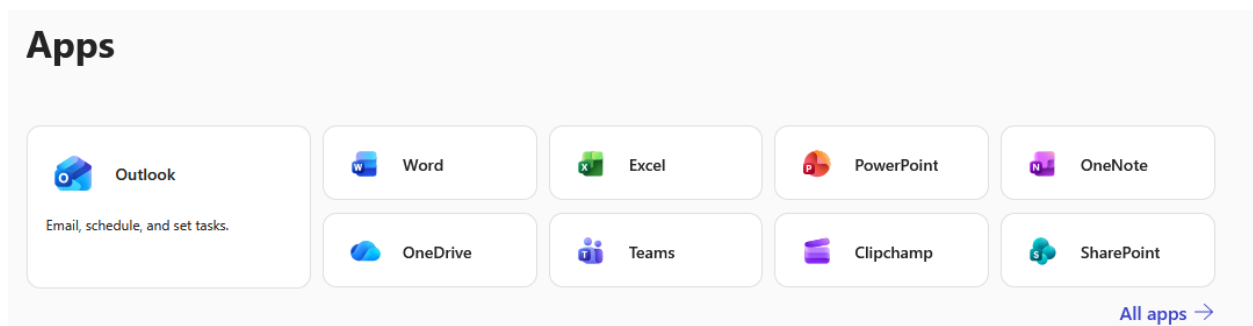 Apps
Outlook
Email, schedule, and set tasks.
Word
Excel
PowerPoint
OneNote
OneDrive
Teams
Clipchamp
SharePoint
All apps →